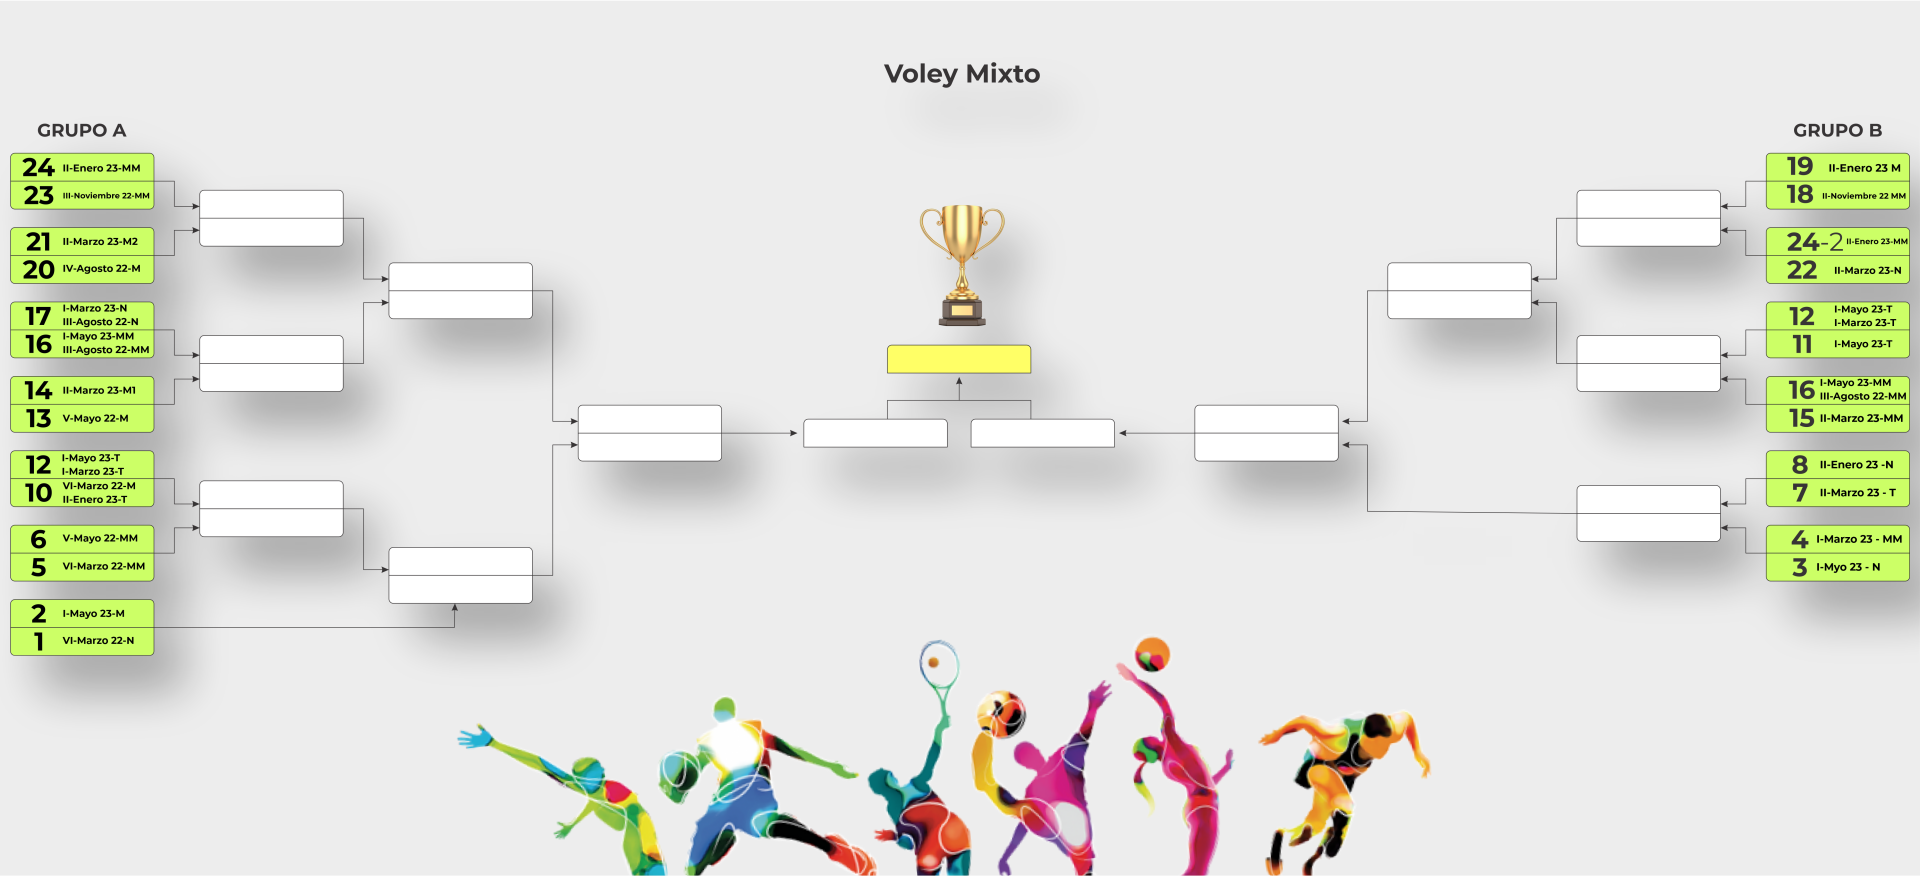 Voley Mixto
GRUPO A
24 II-Enero 23-MM
23 III-Noviembre 22-MM
21 II-Marzo 23-M2
20 IV-Agosto 22-M
17 I-Marzo 23-N
III-Agosto 22-N
16 I-Mayo 23-MM
III-Agosto 22-MM
14 II-Marzo 23-M1
13 V-Mayo 22-M
12 I-Mayo 23-T
I-Marzo 23-T
10 VI-Marzo 22-M
II-Enero 23-T
6 V-Mayo 22-MM
5 VI-Marzo 22-MM
2 I-Mayo 23-M
1 VI-Marzo 22-N
GRUPO B
19 II-Enero 23 M
18 II-Noviembre 22 MM
24-2 II-Enero 23-MM
22 II-Marzo 23-N
12 I-Mayo 23-T
I-Marzo 23-T
11 I-Mayo 23-T
16 I-Mayo 23-MM
III-Agosto 22-MM
15 II-Marzo 23-MM
8 II-Enero 23 -N
7 II-Marzo 23 - T
4 I-Marzo 23 - MM
3 I-Myo 23 - N